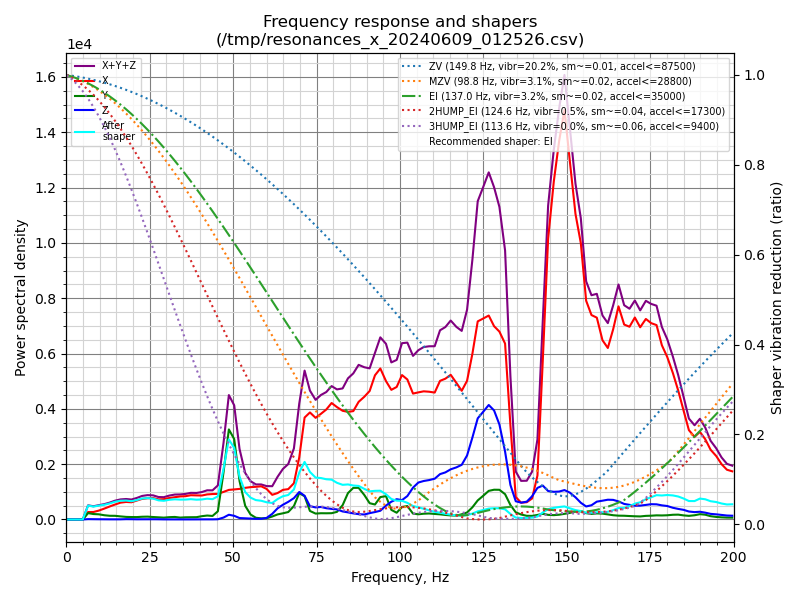 Frequency response and shapers
(/tmp/resonances_x_20240609_012526.csv)
1e4
X+Y+Z
X
Y
Z
After
shaper
ZV (149.8 Hz, vibr=20.2%, sm~=0.01, accel<=87500)
MZV (98.8 Hz, vibr=3.1%, sm~=0.02, accel<=28800)
EI (137.0 Hz, vibr=3.2%, sm~=0.02, accel<=35000)
2HUMP_EI (124.6 Hz, vibr=0.5%, sm~=0.04, accel<=17300)
3HUMP_EI (113.6 Hz, vibr=0.0%, sm~=0.06, accel<=9400)
Recommended shaper: EI
Power spectral density
1.6
1.4
1.2
1.0
0.8
0.6
0.4
0.2
0.0
1.0
0.8
0.6
0.4
0.2
0.0
Shaper vibration reduction (ratio)
0 25 50 75 100 125 150 175 200
Frequency, Hz